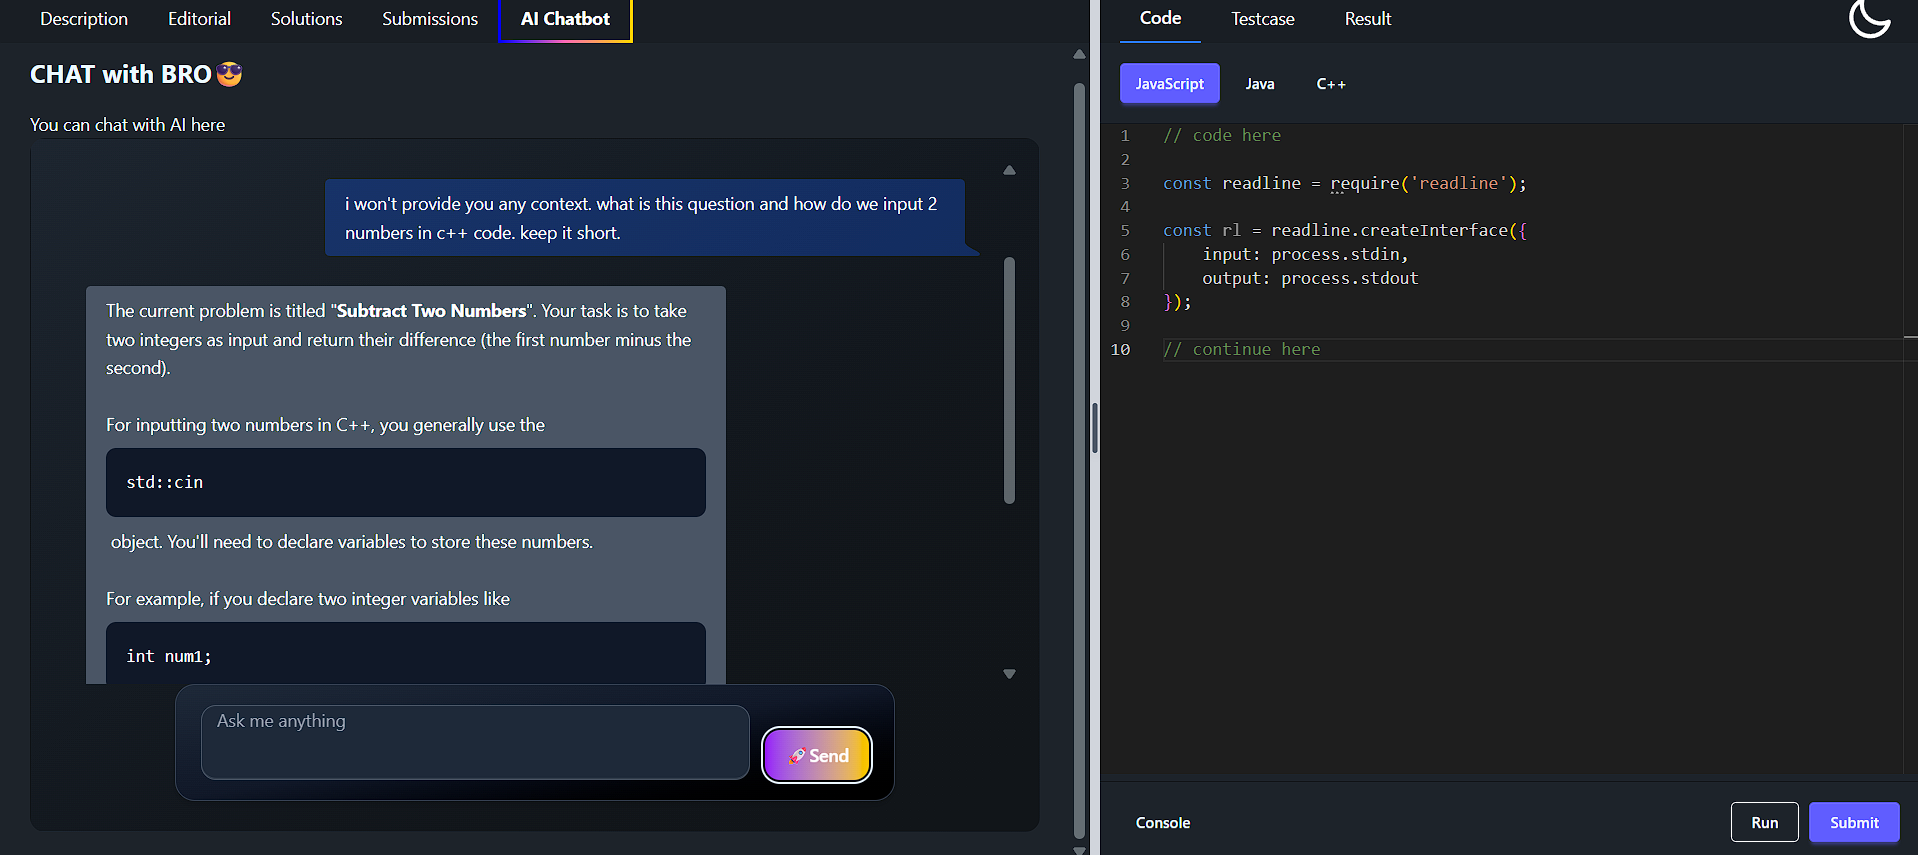 Description Editorial Solutions Submissions AI Chatbot
CHAT with BRO😎
You can chat with AI here
i won't provide you any context. what is this question and how do we input 2
numbers in c++ code. keep it short.
The current problem is titled "Subtract Two Numbers". Your task is to take
two integers as input and return their difference (the first number minus the
second).
For inputting two numbers in C++, you generally use the
std::cin
object. You'll need to declare variables to store these numbers.
For example, if you declare two integer variables like
int num1;
Ask me anything
🚀Send
Code Testcase Result
JavaScript Java C++
1 // code here
2
3 const readline = require('readline');
4
5 const rl = readline.createInterface({
6 input: process.stdin,
7 output: process.stdout
8 });
9
10 // continue here
Console Run Submit